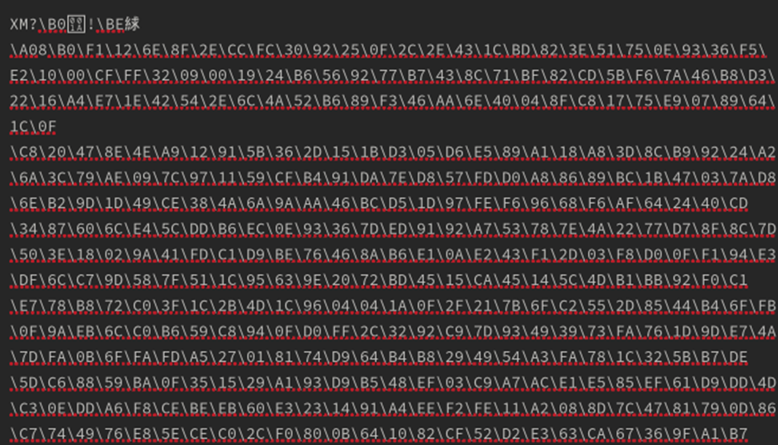 XM?\B0!\BE絿
\A08\B0\F1\12\6E\8F\2E\CC\FC\30\92\25\0F\2C\2E\43\1C\BD\82\3E\51\75\0E\93\36\F5\
E2\10\00\CF\FF\32\09\00\19\24\B6\56\92\77\B7\43\8C\71\BF\82\CD\5B\F6\7A\46\B8\D3\
22\16\A4\E7\1E\42\54\2E\6C\4A\52\B6\89\F3\46\AA\6E\40\04\8F\C8\17\75\E9\07\89\64\
1C\0F
\C8\20\47\8E\4E\A9\12\91\5B\36\2D\15\1B\D3\05\D6\E5\89\A1\18\A8\3D\8C\B9\92\24\A2
\6A\3C\79\AE\09\7C\97\11\59\CF\B4\91\DA\7E\D8\57\FD\D0\A8\86\89\BC\1B\47\03\7A\D8
\6E\B2\9D\1D\49\CE\38\4A\6A\9A\AA\46\BC\D5\1D\97\FE\F6\96\68\F6\AF\64\24\40\CD
\34\87\60\6C\E4\5C\DD\B6\EC\0E\93\36\7D\ED\91\92\A7\53\78\7E\4A\22\77\D7\8F\8C\7D
\50\3E\18\02\9A\41\FD\C1\D9\BE\76\46\8A\B6\E1\0A\E2\43\F1\2D\03\F8\D0\0F\F1\94\E3
\DF\6C\C7\9D\58\7F\51\1C\95\63\9E\20\72\BD\45\15\CA\45\14\5C\4D\B1\BB\92\F0\C1
\E7\78\B8\72\C0\3F\1C\2B\4D\1C\96\04\04\1A\0F\2F\21\7B\6F\C2\55\2D\85\44\B4\6F\FB
\0F\9A\EB\6C\C0\B6\59\C8\94\0F\D0\FF\2C\32\92\C9\7D\93\49\39\73\FA\76\1D\9D\E7\4A
\7D\FA\0B\6F\FA\FD\A5\27\01\81\74\D9\64\B4\B8\29\49\54\A3\FA\78\1C\32\5B\B7\DE
\5D\C6\88\59\BA\0F\35\15\29\A1\93\D9\B5\48\EF\03\C9\A7\AC\E1\E5\85\EF\61\D9\DD\4D
\C3\0E\DD\A6\F8\CE\BE\EB\60\E3\23\14\91\A4\EE\F2\FE\11\A2\08\8D\7C\47\81\79\0D\86
\C7\74\49\76\E8\5E\CE\C0\2C\F0\80\0B\64\10\82\CF\52\D2\E3\63\CA\67\36\9F\A1\B7